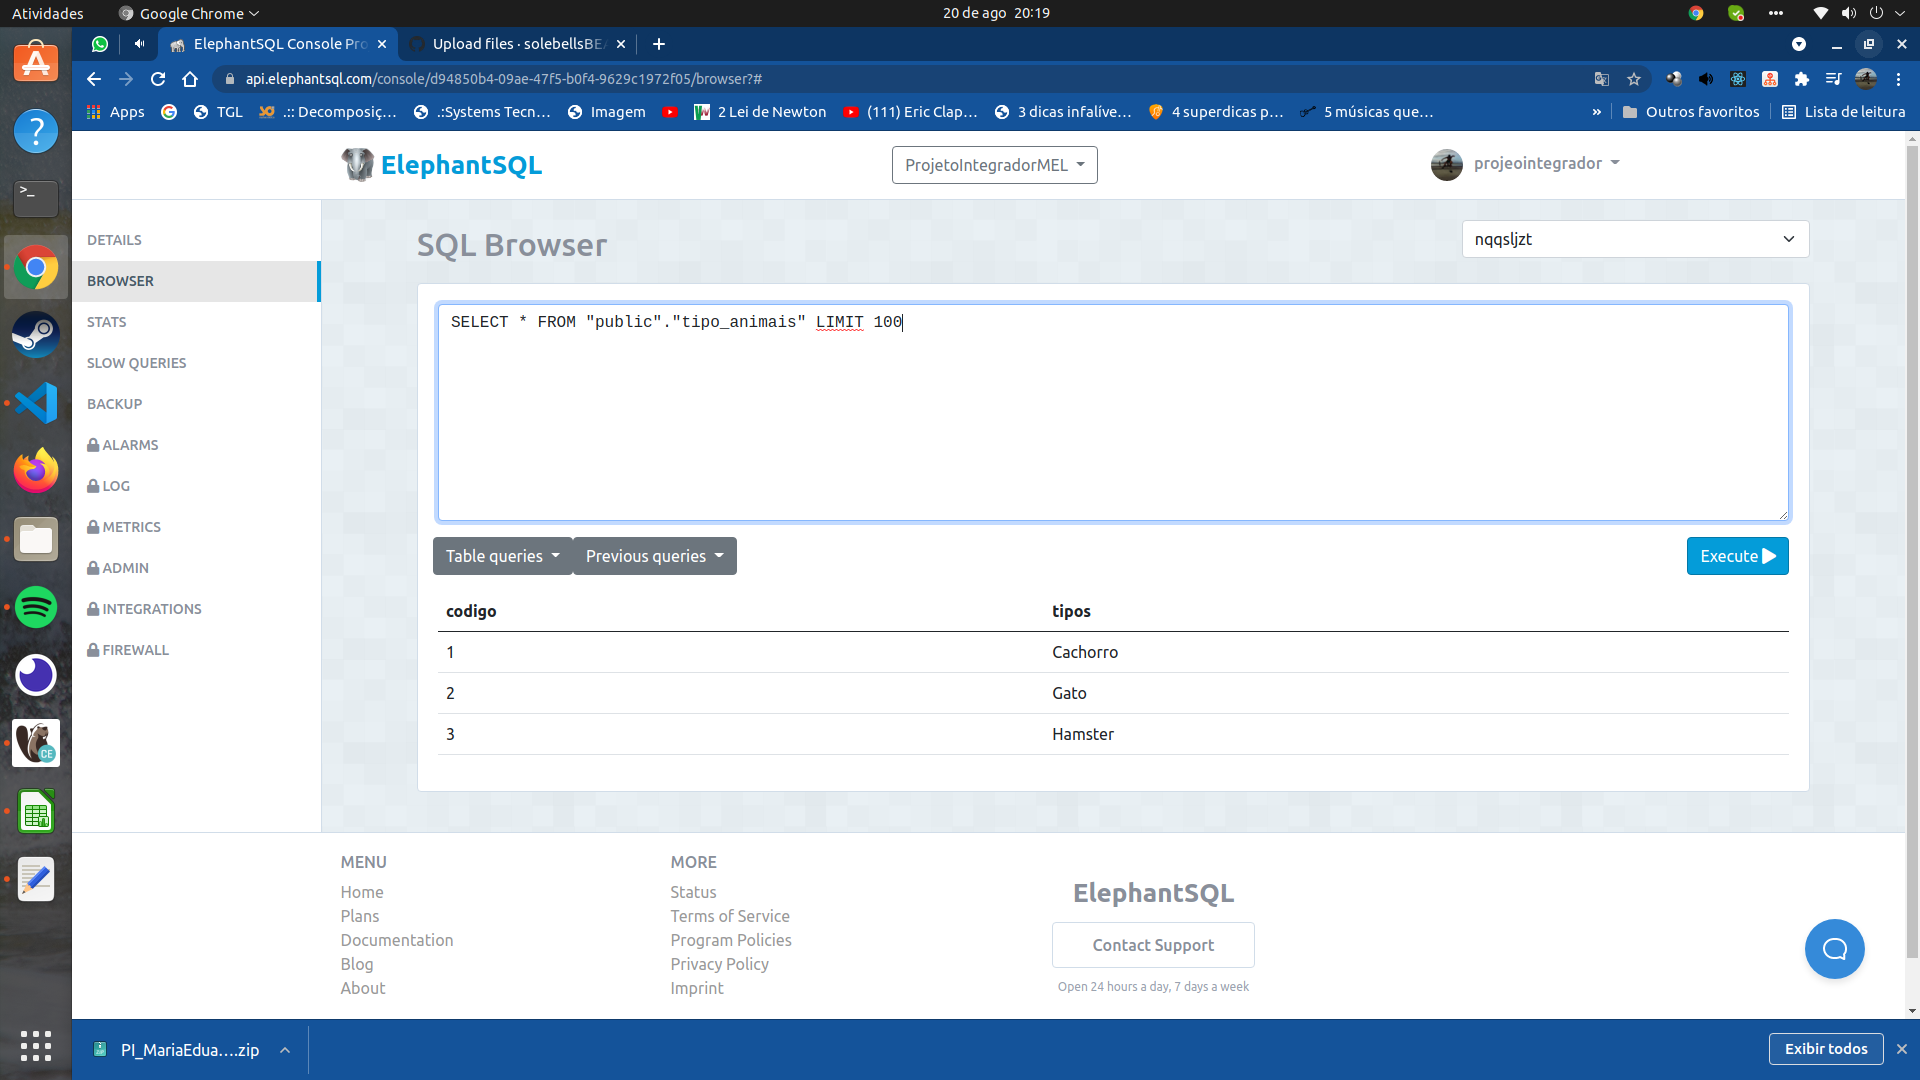 Atividades
Google Chrome
20 de ago 20:19
ElephantSQL Console Pro
Upload files · solebellsBEA
api.elephantsql.com/console/d94850b4-09ae-47f5-b0f4-9629c1972f05/browser?#
Apps
TGL
.:: Decomposiç...
.:Systems Tecn...
Imagem
2 Lei de Newton
(111) Eric Clap...
3 dicas infalíve...
4 superdicas p...
5 músicas que...
»
Outros favoritos
Lista de leitura
ElephantSQL
ProjetoIntegradorMEL
projeointegrador
DETAILS
BROWSER
STATS
SLOW QUERIES
BACKUP
ALARMS
LOG
METRICS
ADMIN
INTEGRATIONS
FIREWALL
SQL Browser
nqqsljzt
SELECT * FROM "public"."tipo_animais" LIMIT 100
Table queries
Previous queries
Execute
codigo tipos
1 Cachorro
2 Gato
3 Hamster
MENU
Home
Plans
Documentation
Blog
About
MORE
Status
Terms of Service
Program Policies
Privacy Policy
Imprint
ElephantSQL
Contact Support
Open 24 hours a day, 7 days a week
PI_MariaEdua....zip
Exibir todos